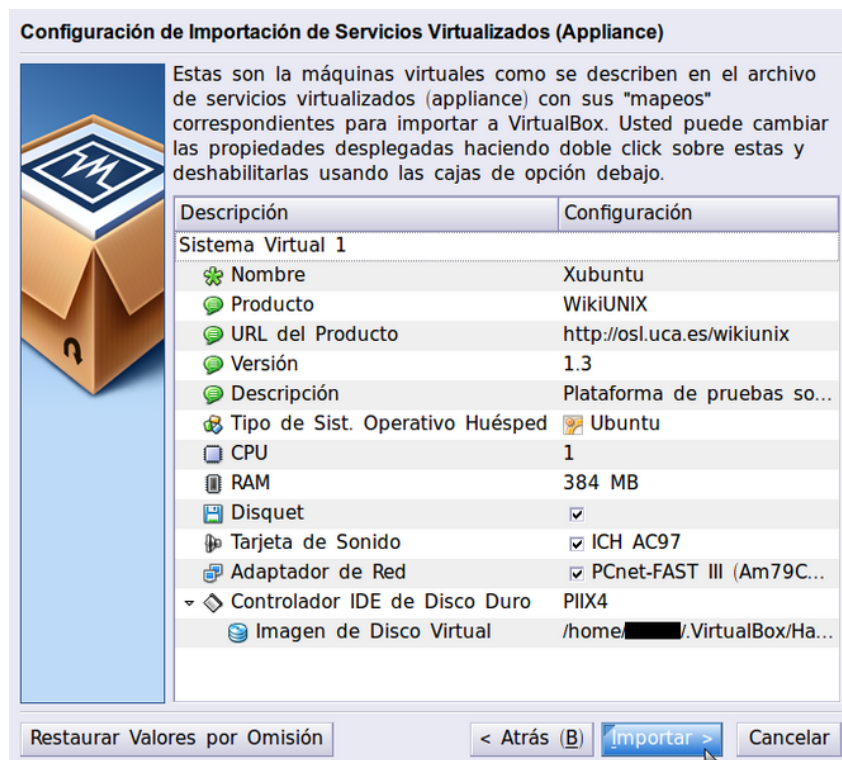 Configuración de Importación de Servicios Virtualizados (Appliance)
Estas son la máquinas virtuales como se describen en el archivo
de servicios virtualizados (appliance) con sus "mapeos"
correspondientes para importar a VirtualBox. Usted puede cambiar
las propiedades desplegadas haciendo doble click sobre estas y
deshabilitarlas usando las cajas de opción debajo.
Descripción Configuración
Sistema Virtual 1
Nombre Xubuntu
Producto WikiUNIX
URL del Producto http://osl.uca.es/wikiunix
Versión 1.3
Descripción Plataforma de pruebas so...
Tipo de Sist. Operativo Huésped Ubuntu
CPU 1
RAM 384 MB
Disquet
Tarjeta de Sonido ICH AC97
Adaptador de Red PCnet-FAST III (Am79C...
Controlador IDE de Disco Duro PIIX4
Imagen de Disco Virtual /home/ /.VirtualBox/Ha...
Restaurar Valores por Omisión < Atrás (B) Importar > Cancelar